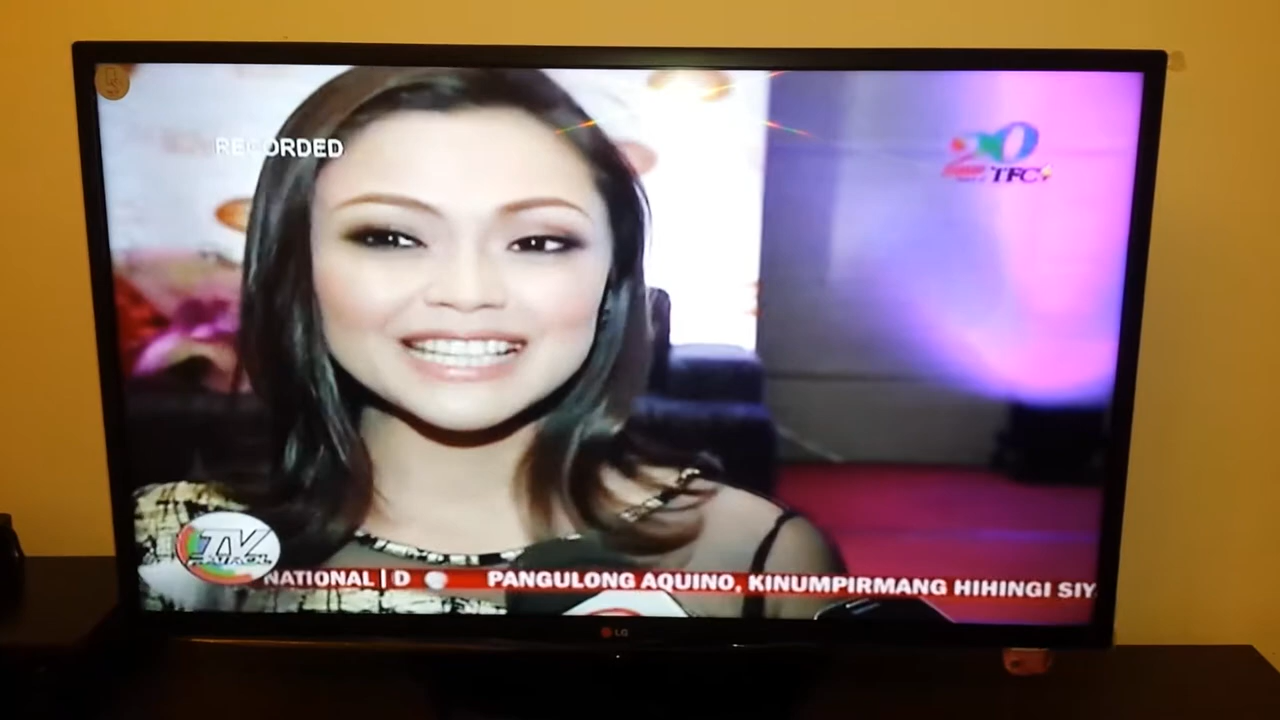 RECORDED
20
TFC
TV
PATROL
NATIONAL | D
PANGULONG AQUINO, KINUMPIRMANG HIHINGI SIY
LG